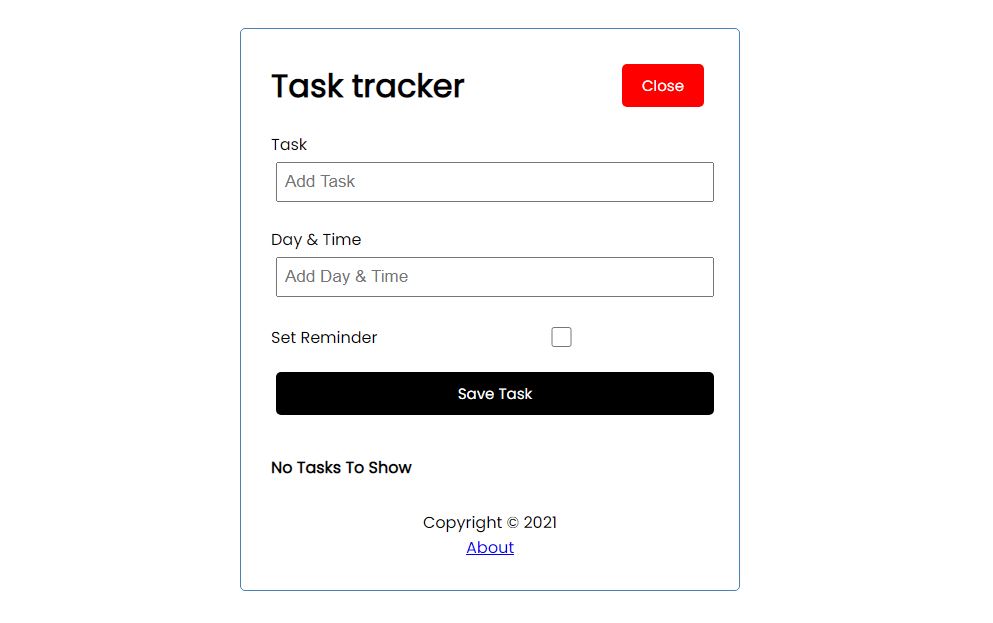 Task tracker
Close
Task
Add Task
Day & Time
Add Day & Time
Set Reminder
Save Task
No Tasks To Show
Copyright © 2021
About